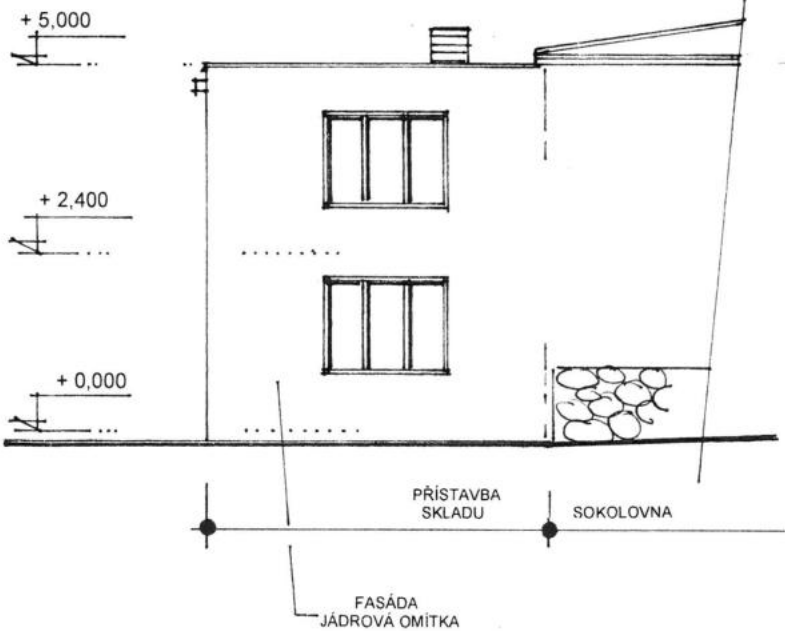 + 5,000
+ 2,400
+ 0,000
PŘÍSTAVBA
SKLADU
SOKOLOVNA
FASÁDA
JÁDROVÁ OMÍTKA